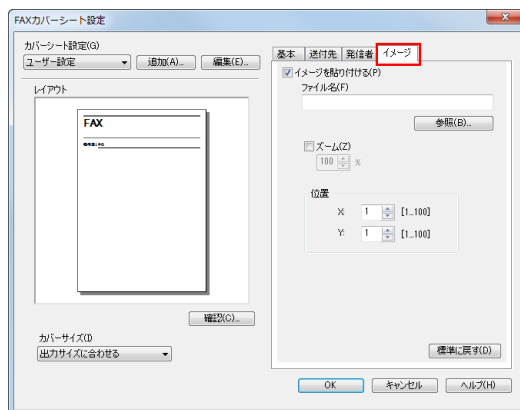 FAXカバーシート設定
カバーシート設定(G)
ユーザー設定
追加(A)...
編集(E)...
レイアウト
FAX
確認(C)...
カバーサイズ(I)
出力サイズに合わせる
基本 送付先 発信者 イメージ
イメージを貼り付ける(P)
ファイル名(F)
参照(B)...
ズーム(Z)
100 %
位置
X: 1 [1...100]
Y: 1 [1...100]
標準に戻す(D)
OK キャンセル ヘルプ(H)